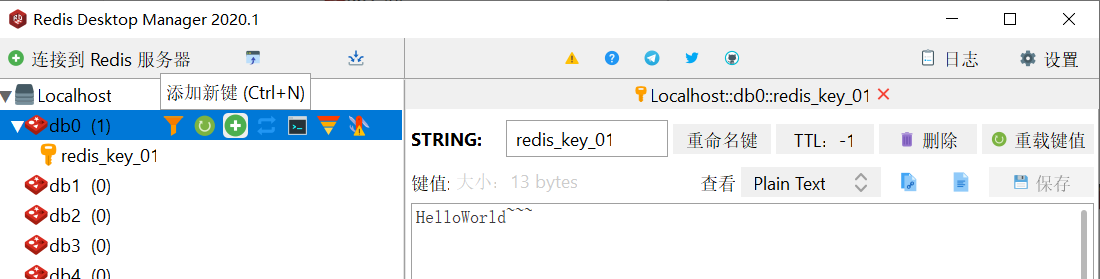 Redis Desktop Manager 2020.1
连接到 Redis 服务器
日志
设置
添加新键 (Ctrl+N)
Localhost
Localhost::db0::redis_key_01
db0 (1)
STRING:
redis_key_01
重命名键
TTL: -1
删除
重载键值
redis_key_01
键值:
大小: 13 bytes
查看
Plain Text
保存
db1 (0)
HelloWorld~~~
db2 (0)
db3 (0)
db4 (0)